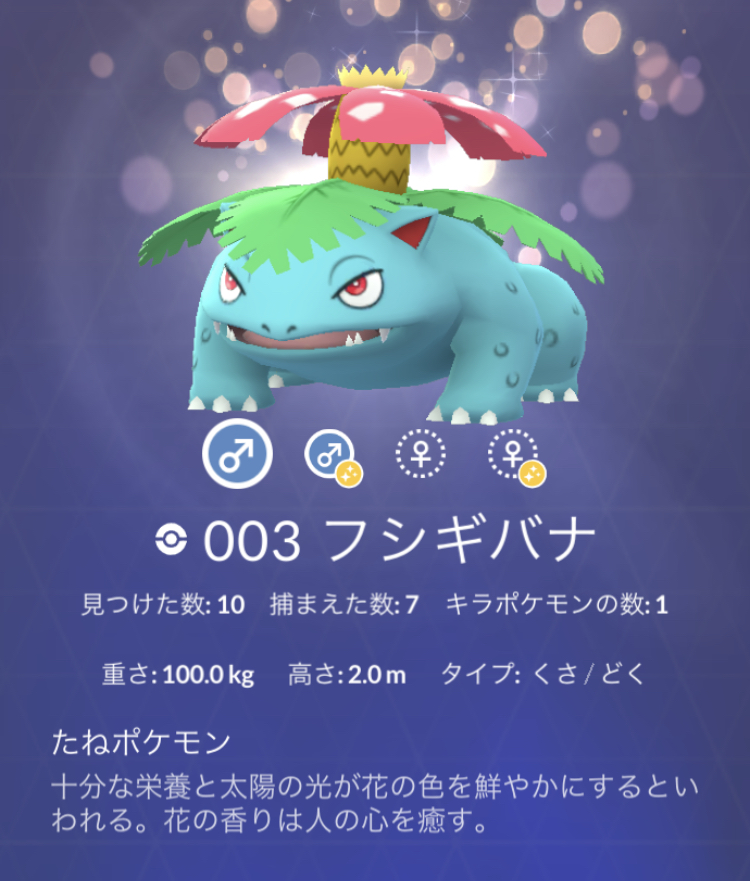 003 フシギバナ
見つけた数: 10 捕まえた数: 7 キラポケモンの数: 1
重さ: 100.0 kg 高さ: 2.0 m タイプ: くさ / どく
たねポケモン
十分な栄養と太陽の光が花の色を鮮やかにするとい
われる。花の香りは人の心を癒す。